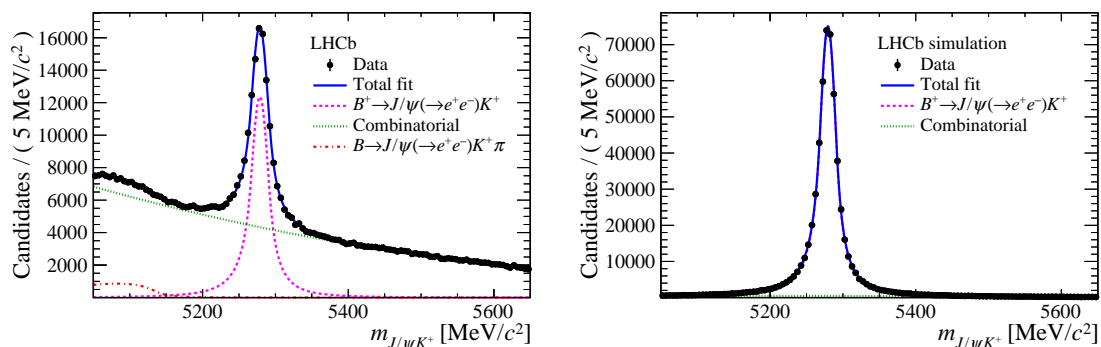 Candidates / ( 5 MeV/c² )
16000
14000
12000
10000
8000
6000
4000
2000
LHCb
Data
Total fit
B⁺→J/ψ(→e⁺e⁻)K⁺
Combinatorial
B→J/ψ(→e⁺e⁻)K⁺π
5200 5400 5600
m_{J/ψK⁺} [MeV/c²]
Candidates / ( 5 MeV/c² )
70000
60000
50000
40000
30000
20000
10000
LHCb simulation
Data
Total fit
B⁺→J/ψ(→e⁺e⁻)K⁺
Combinatorial
5200 5400 5600
m_{J/ψK⁺} [MeV/c²]